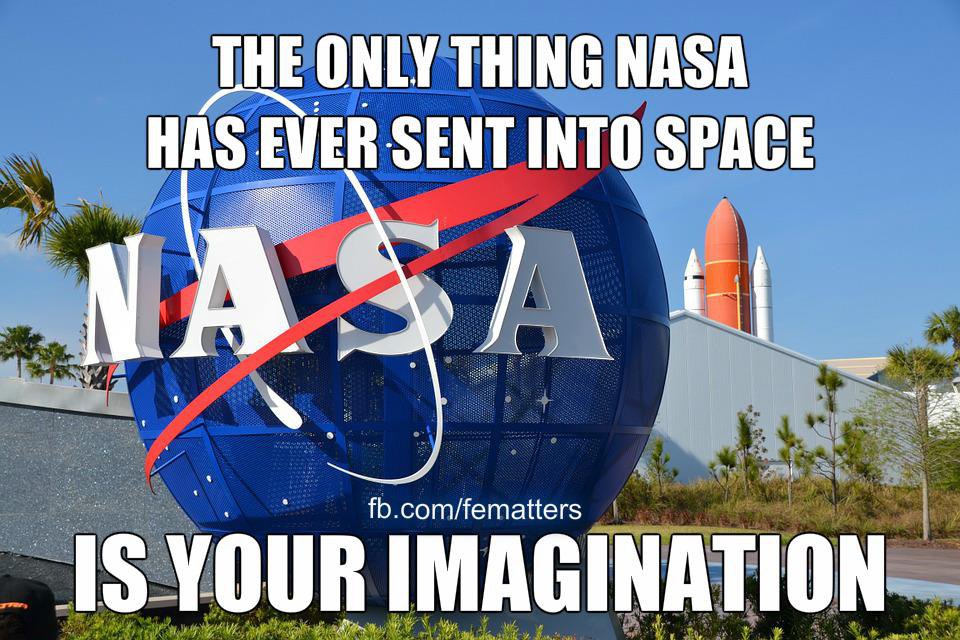 THE ONLY THING NASA
HAS EVER SENT INTO SPACE
NASA
fb.com/fematters
IS YOUR IMAGINATION